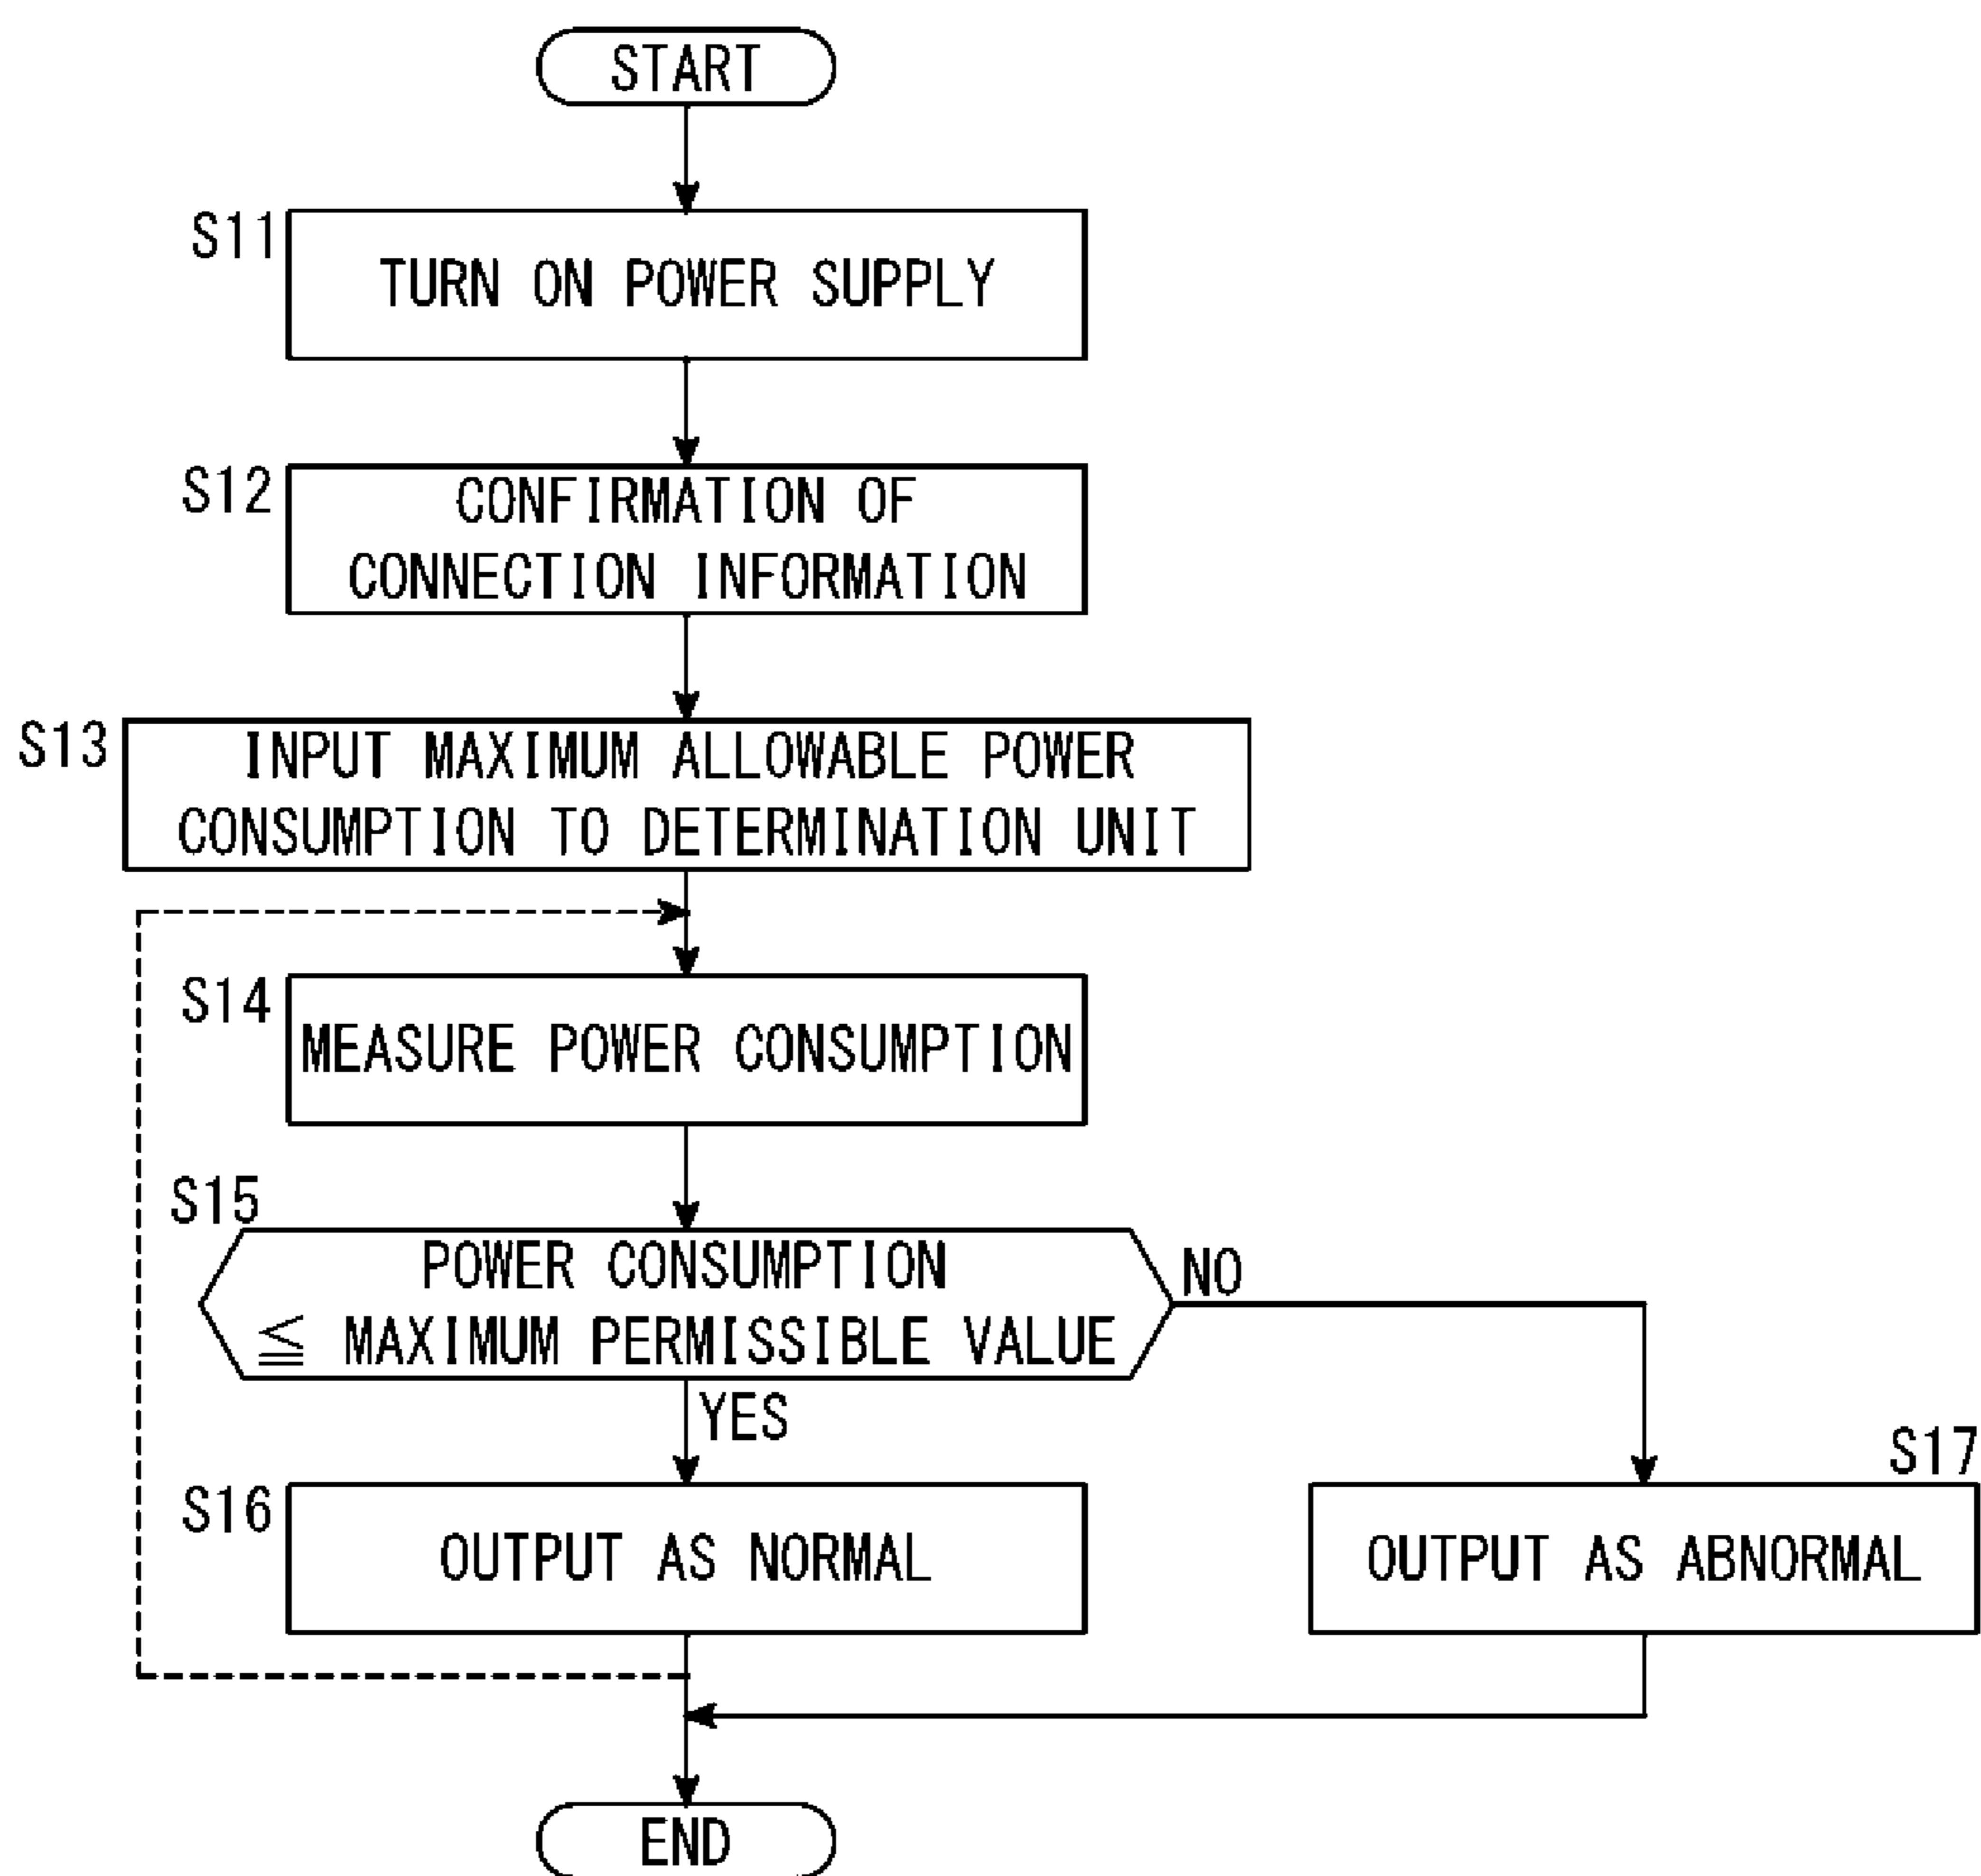 START
S11
TURN ON POWER SUPPLY
S12
CONFIRMATION OF
CONNECTION INFORMATION
S13
INPUT MAXIMUM ALLOWABLE POWER
CONSUMPTION TO DETERMINATION UNIT
S14
MEASURE POWER CONSUMPTION
S15
POWER CONSUMPTION
≦ MAXIMUM PERMISSIBLE VALUE
NO
YES
S16
OUTPUT AS NORMAL
S17
OUTPUT AS ABNORMAL
END